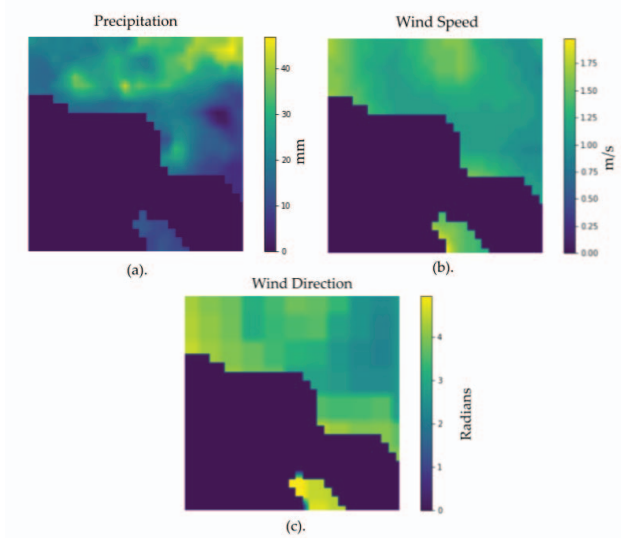 Precipitation
40
30
20
10
0
mm
(a).
Wind Speed
1.75
1.50
1.25
1.00
0.75
0.50
0.25
0.00
m/s
(b).
Wind Direction
4
3
2
1
0
Radians
(c).